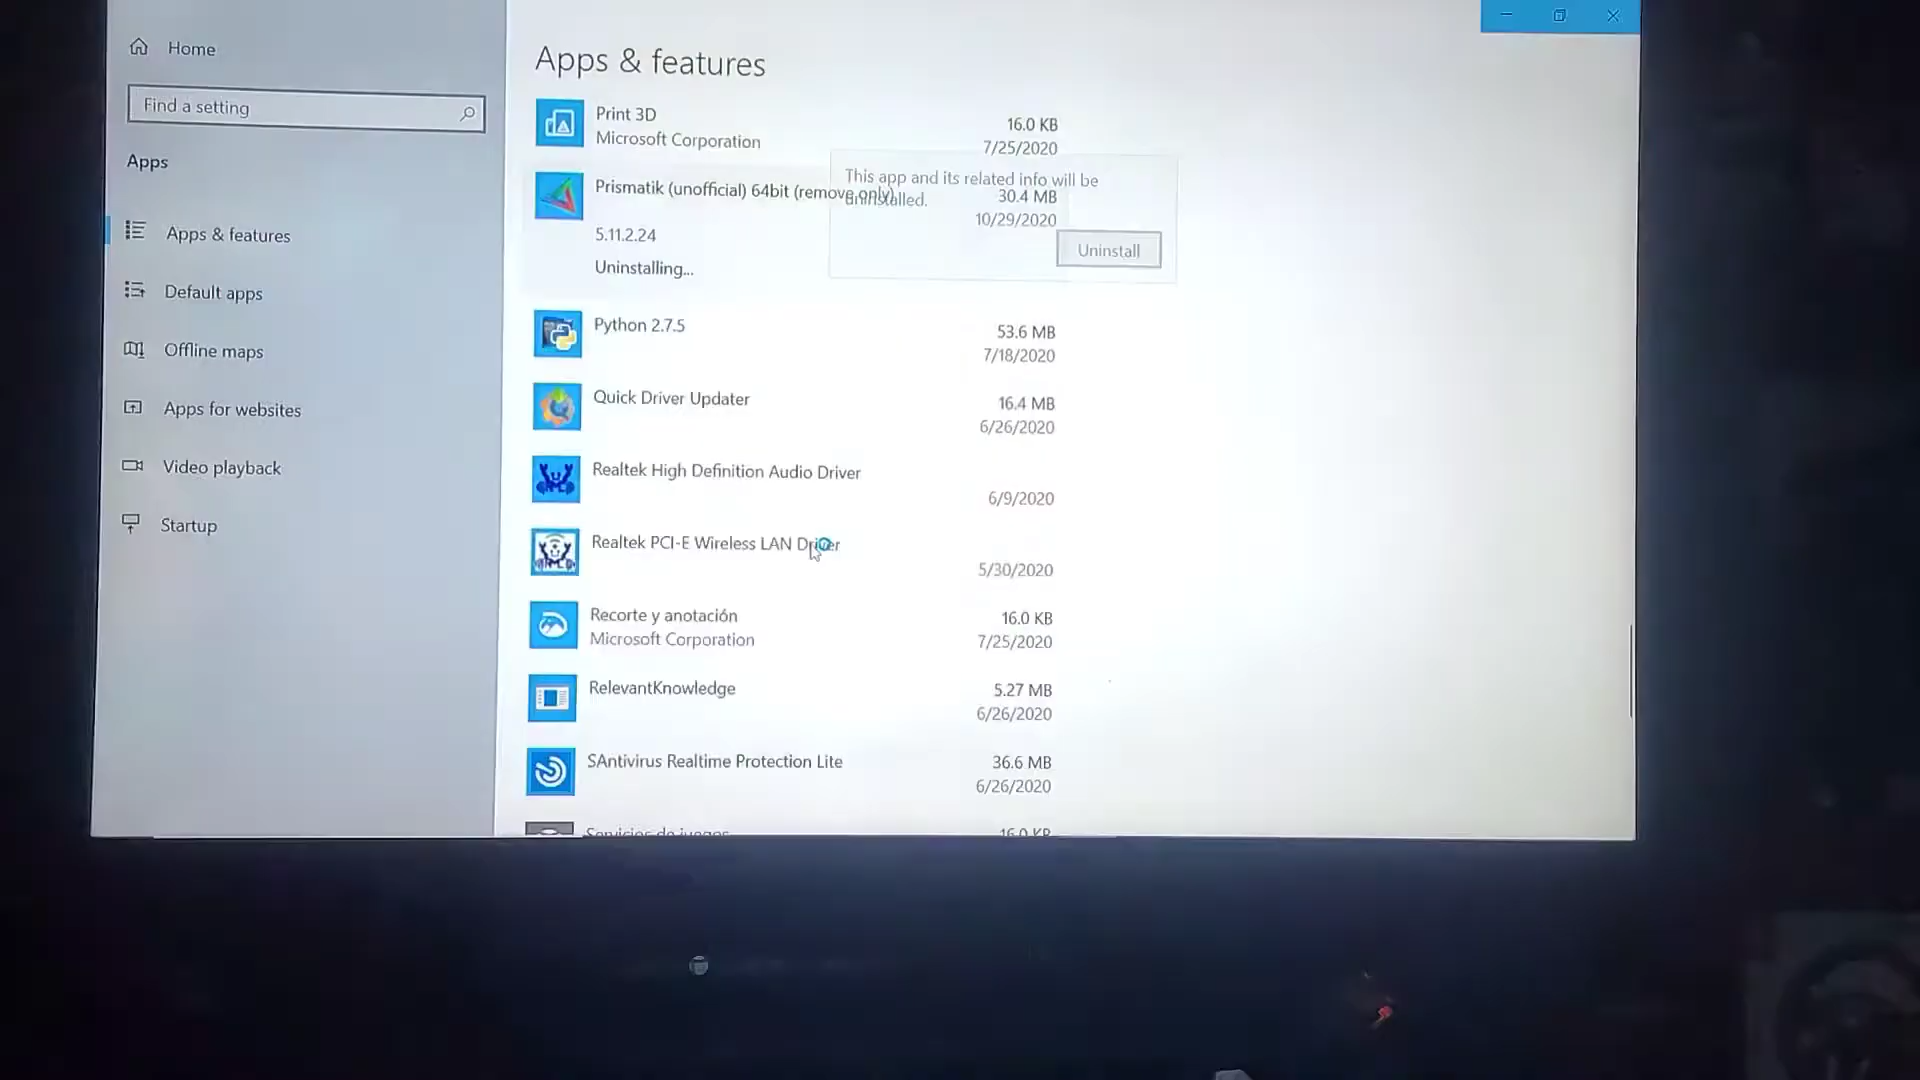 Home
Find a setting
Apps
Apps & features
Default apps
Offline maps
Apps for websites
Video playback
Startup
Apps & features
Print 3D
Microsoft Corporation
16.0 KB
7/25/2020
Prismatik (unofficial) 64bit (remove only)
30.4 MB
10/29/2020
5.11.2.24
Uninstalling...
This app and its related info will be
uninstalled.
Uninstall
Python 2.7.5
53.6 MB
7/18/2020
Quick Driver Updater
16.4 MB
6/26/2020
Realtek High Definition Audio Driver
6/9/2020
Realtek PCI-E Wireless LAN Driver
5/30/2020
Recorte y anotación
Microsoft Corporation
16.0 KB
7/25/2020
RelevantKnowledge
5.27 MB
6/26/2020
SAntivirus Realtime Protection Lite
36.6 MB
6/26/2020
Servicios de juegos
16.0 KB